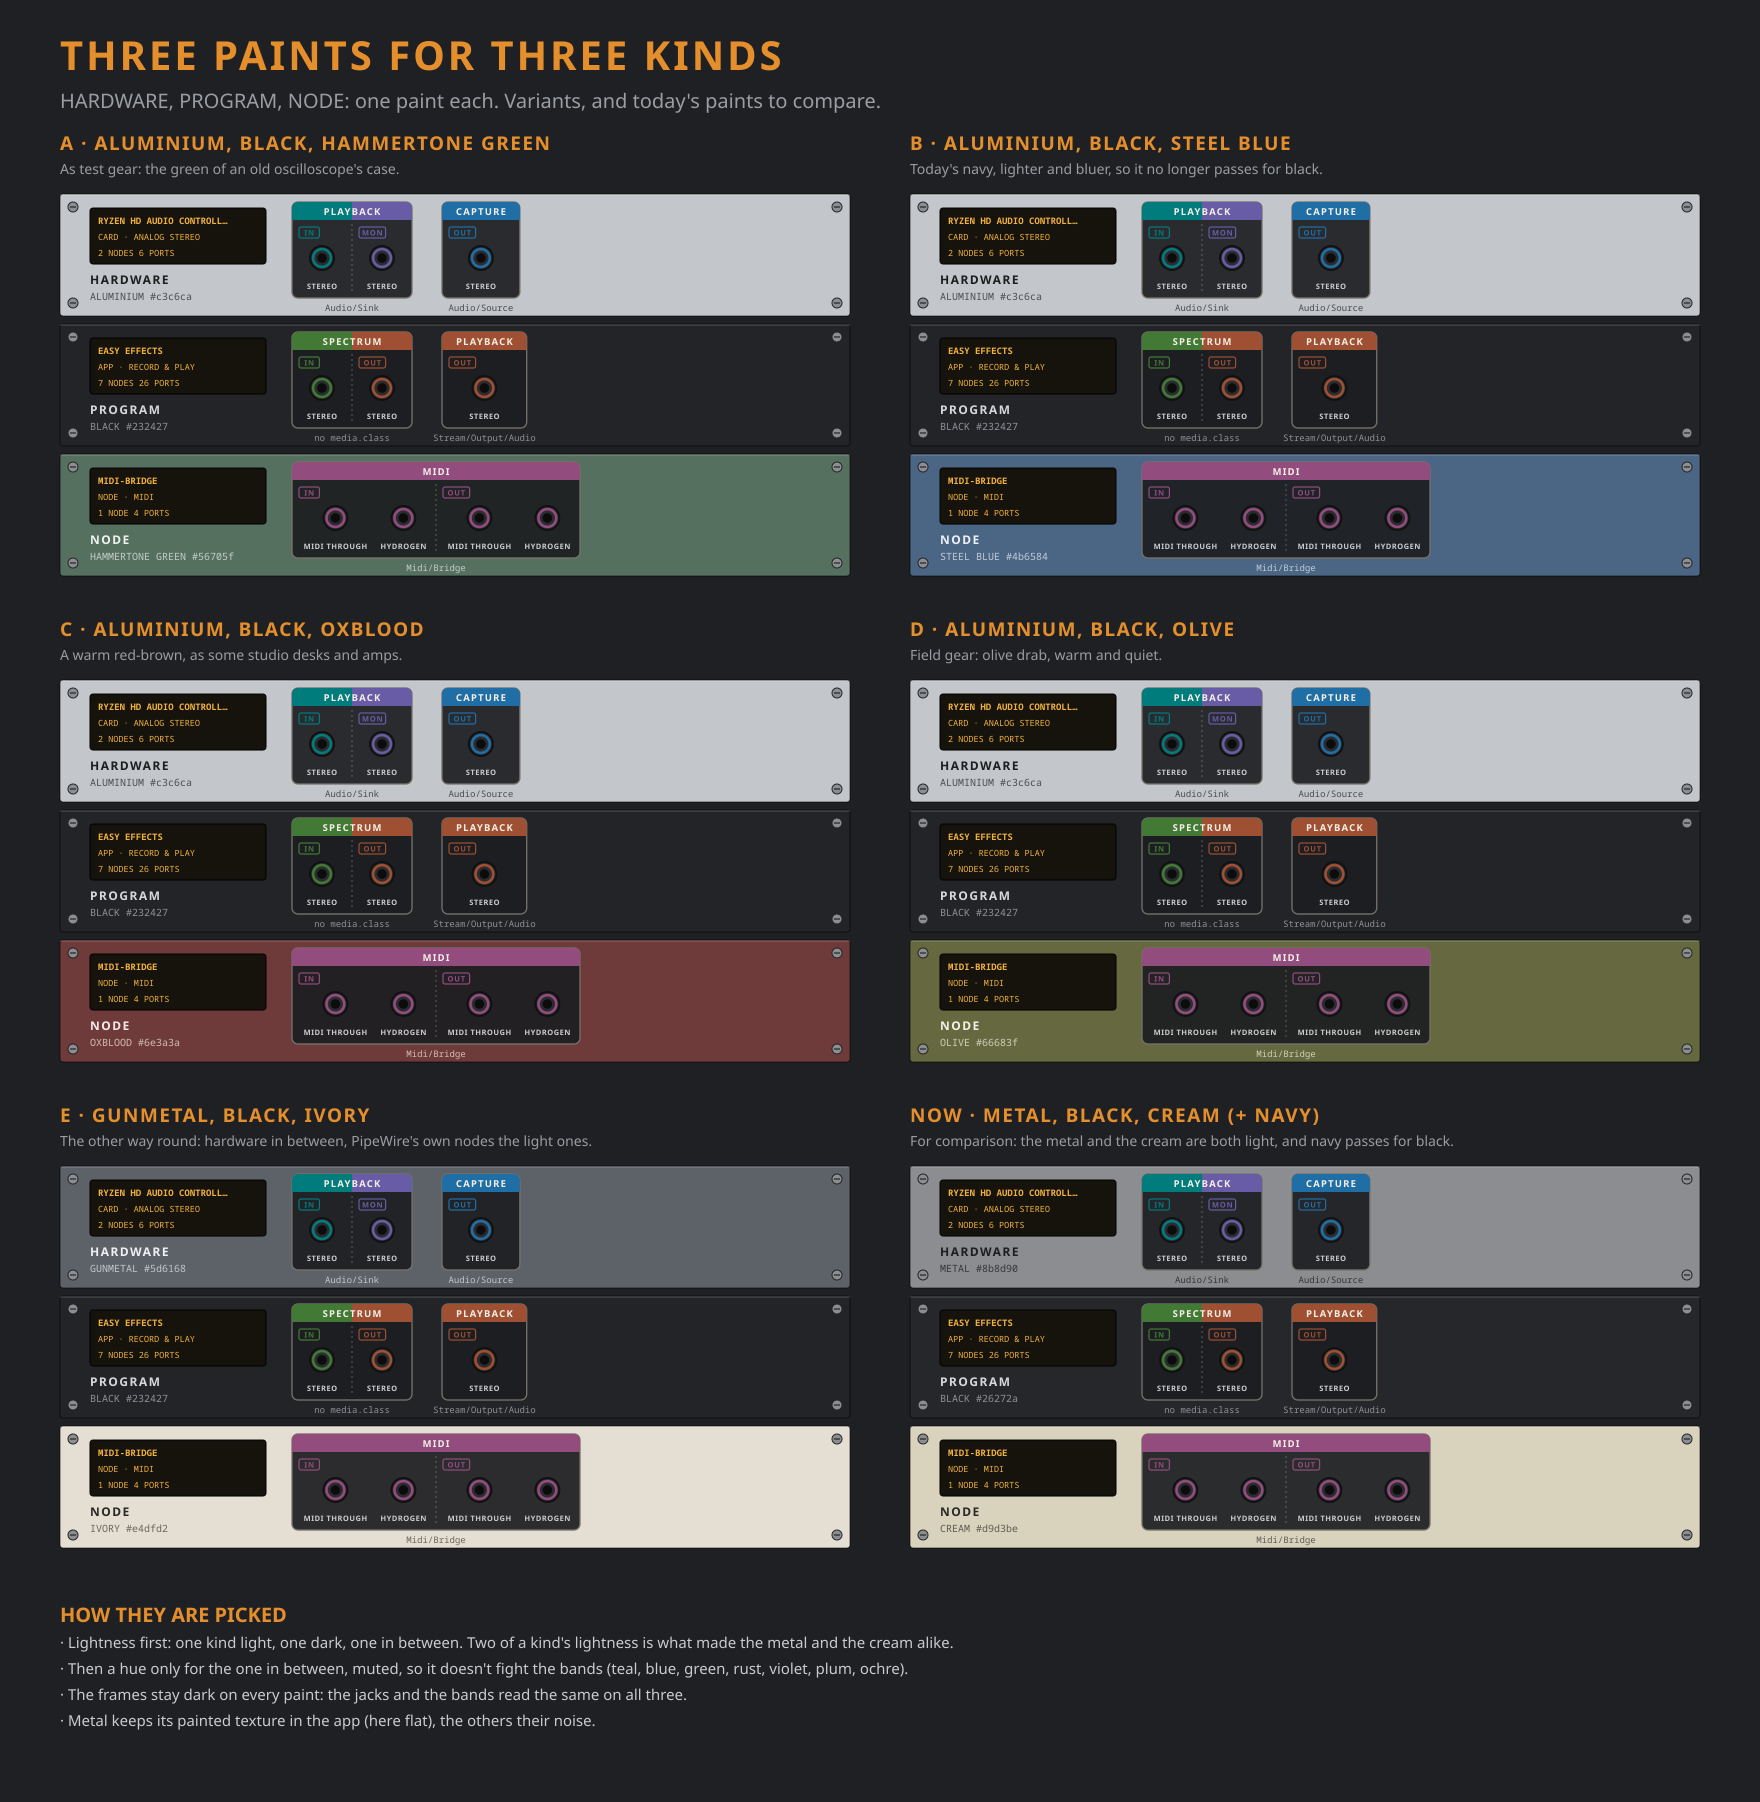 THREE PAINTS FOR THREE KINDS
HARDWARE, PROGRAM, NODE: one paint each. Variants, and today's paints to compare.
A · ALUMINIUM, BLACK, HAMMERTONE GREEN
As test gear: the green of an old oscilloscope's case.
RYZEN HD AUDIO CONTROLL…
CARD · ANALOG STEREO
2 NODES 6 PORTS
HARDWARE
ALUMINIUM #c3c6ca
PLAYBACK
IN MON
STEREO STEREO
Audio/Sink
CAPTURE
OUT
STEREO
Audio/Source
EASY EFFECTS
APP · RECORD & PLAY
7 NODES 26 PORTS
PROGRAM
BLACK #232427
SPECTRUM
IN OUT
STEREO STEREO
no media.class
PLAYBACK
OUT
STEREO
Stream/Output/Audio
MIDI-BRIDGE
NODE · MIDI
1 NODE 4 PORTS
NODE
HAMMERTONE GREEN #56705f
MIDI
IN OUT
MIDI THROUGH HYDROGEN MIDI THROUGH HYDROGEN
Midi/Bridge
B · ALUMINIUM, BLACK, STEEL BLUE
Today's navy, lighter and bluer, so it no longer passes for black.
RYZEN HD AUDIO CONTROLL…
CARD · ANALOG STEREO
2 NODES 6 PORTS
HARDWARE
ALUMINIUM #c3c6ca
PLAYBACK
IN MON
STEREO STEREO
Audio/Sink
CAPTURE
OUT
STEREO
Audio/Source
EASY EFFECTS
APP · RECORD & PLAY
7 NODES 26 PORTS
PROGRAM
BLACK #232427
SPECTRUM
IN OUT
STEREO STEREO
no media.class
PLAYBACK
OUT
STEREO
Stream/Output/Audio
MIDI-BRIDGE
NODE · MIDI
1 NODE 4 PORTS
NODE
STEEL BLUE #4b6584
MIDI
IN OUT
MIDI THROUGH HYDROGEN MIDI THROUGH HYDROGEN
Midi/Bridge
C · ALUMINIUM, BLACK, OXBLOOD
A warm red-brown, as some studio desks and amps.
RYZEN HD AUDIO CONTROLL…
CARD · ANALOG STEREO
2 NODES 6 PORTS
HARDWARE
ALUMINIUM #c3c6ca
PLAYBACK
IN MON
STEREO STEREO
Audio/Sink
CAPTURE
OUT
STEREO
Audio/Source
EASY EFFECTS
APP · RECORD & PLAY
7 NODES 26 PORTS
PROGRAM
BLACK #232427
SPECTRUM
IN OUT
STEREO STEREO
no media.class
PLAYBACK
OUT
STEREO
Stream/Output/Audio
MIDI-BRIDGE
NODE · MIDI
1 NODE 4 PORTS
NODE
OXBLOOD #6e3a3a
MIDI
IN OUT
MIDI THROUGH HYDROGEN MIDI THROUGH HYDROGEN
Midi/Bridge
D · ALUMINIUM, BLACK, OLIVE
Field gear: olive drab, warm and quiet.
RYZEN HD AUDIO CONTROLL…
CARD · ANALOG STEREO
2 NODES 6 PORTS
HARDWARE
ALUMINIUM #c3c6ca
PLAYBACK
IN MON
STEREO STEREO
Audio/Sink
CAPTURE
OUT
STEREO
Audio/Source
EASY EFFECTS
APP · RECORD & PLAY
7 NODES 26 PORTS
PROGRAM
BLACK #232427
SPECTRUM
IN OUT
STEREO STEREO
no media.class
PLAYBACK
OUT
STEREO
Stream/Output/Audio
MIDI-BRIDGE
NODE · MIDI
1 NODE 4 PORTS
NODE
OLIVE #66683f
MIDI
IN OUT
MIDI THROUGH HYDROGEN MIDI THROUGH HYDROGEN
Midi/Bridge
E · GUNMETAL, BLACK, IVORY
The other way round: hardware in between, PipeWire's own nodes the light ones.
RYZEN HD AUDIO CONTROLL…
CARD · ANALOG STEREO
2 NODES 6 PORTS
HARDWARE
GUNMETAL #5d6168
PLAYBACK
IN MON
STEREO STEREO
Audio/Sink
CAPTURE
OUT
STEREO
Audio/Source
EASY EFFECTS
APP · RECORD & PLAY
7 NODES 26 PORTS
PROGRAM
BLACK #232427
SPECTRUM
IN OUT
STEREO STEREO
no media.class
PLAYBACK
OUT
STEREO
Stream/Output/Audio
MIDI-BRIDGE
NODE · MIDI
1 NODE 4 PORTS
NODE
IVORY #e4dfd2
MIDI
IN OUT
MIDI THROUGH HYDROGEN MIDI THROUGH HYDROGEN
Midi/Bridge
NOW · METAL, BLACK, CREAM (+ NAVY)
For comparison: the metal and the cream are both light, and navy passes for black.
RYZEN HD AUDIO CONTROLL…
CARD · ANALOG STEREO
2 NODES 6 PORTS
HARDWARE
METAL #8b8d90
PLAYBACK
IN MON
STEREO STEREO
Audio/Sink
CAPTURE
OUT
STEREO
Audio/Source
EASY EFFECTS
APP · RECORD & PLAY
7 NODES 26 PORTS
PROGRAM
BLACK #26272a
SPECTRUM
IN OUT
STEREO STEREO
no media.class
PLAYBACK
OUT
STEREO
Stream/Output/Audio
MIDI-BRIDGE
NODE · MIDI
1 NODE 4 PORTS
NODE
CREAM #d9d3be
MIDI
IN OUT
MIDI THROUGH HYDROGEN MIDI THROUGH HYDROGEN
Midi/Bridge
HOW THEY ARE PICKED
· Lightness first: one kind light, one dark, one in between. Two of a kind's lightness is what made the metal and the cream alike.
· Then a hue only for the one in between, muted, so it doesn't fight the bands (teal, blue, green, rust, violet, plum, ochre).
· The frames stay dark on every paint: the jacks and the bands read the same on all three.
· Metal keeps its painted texture in the app (here flat), the others their noise.